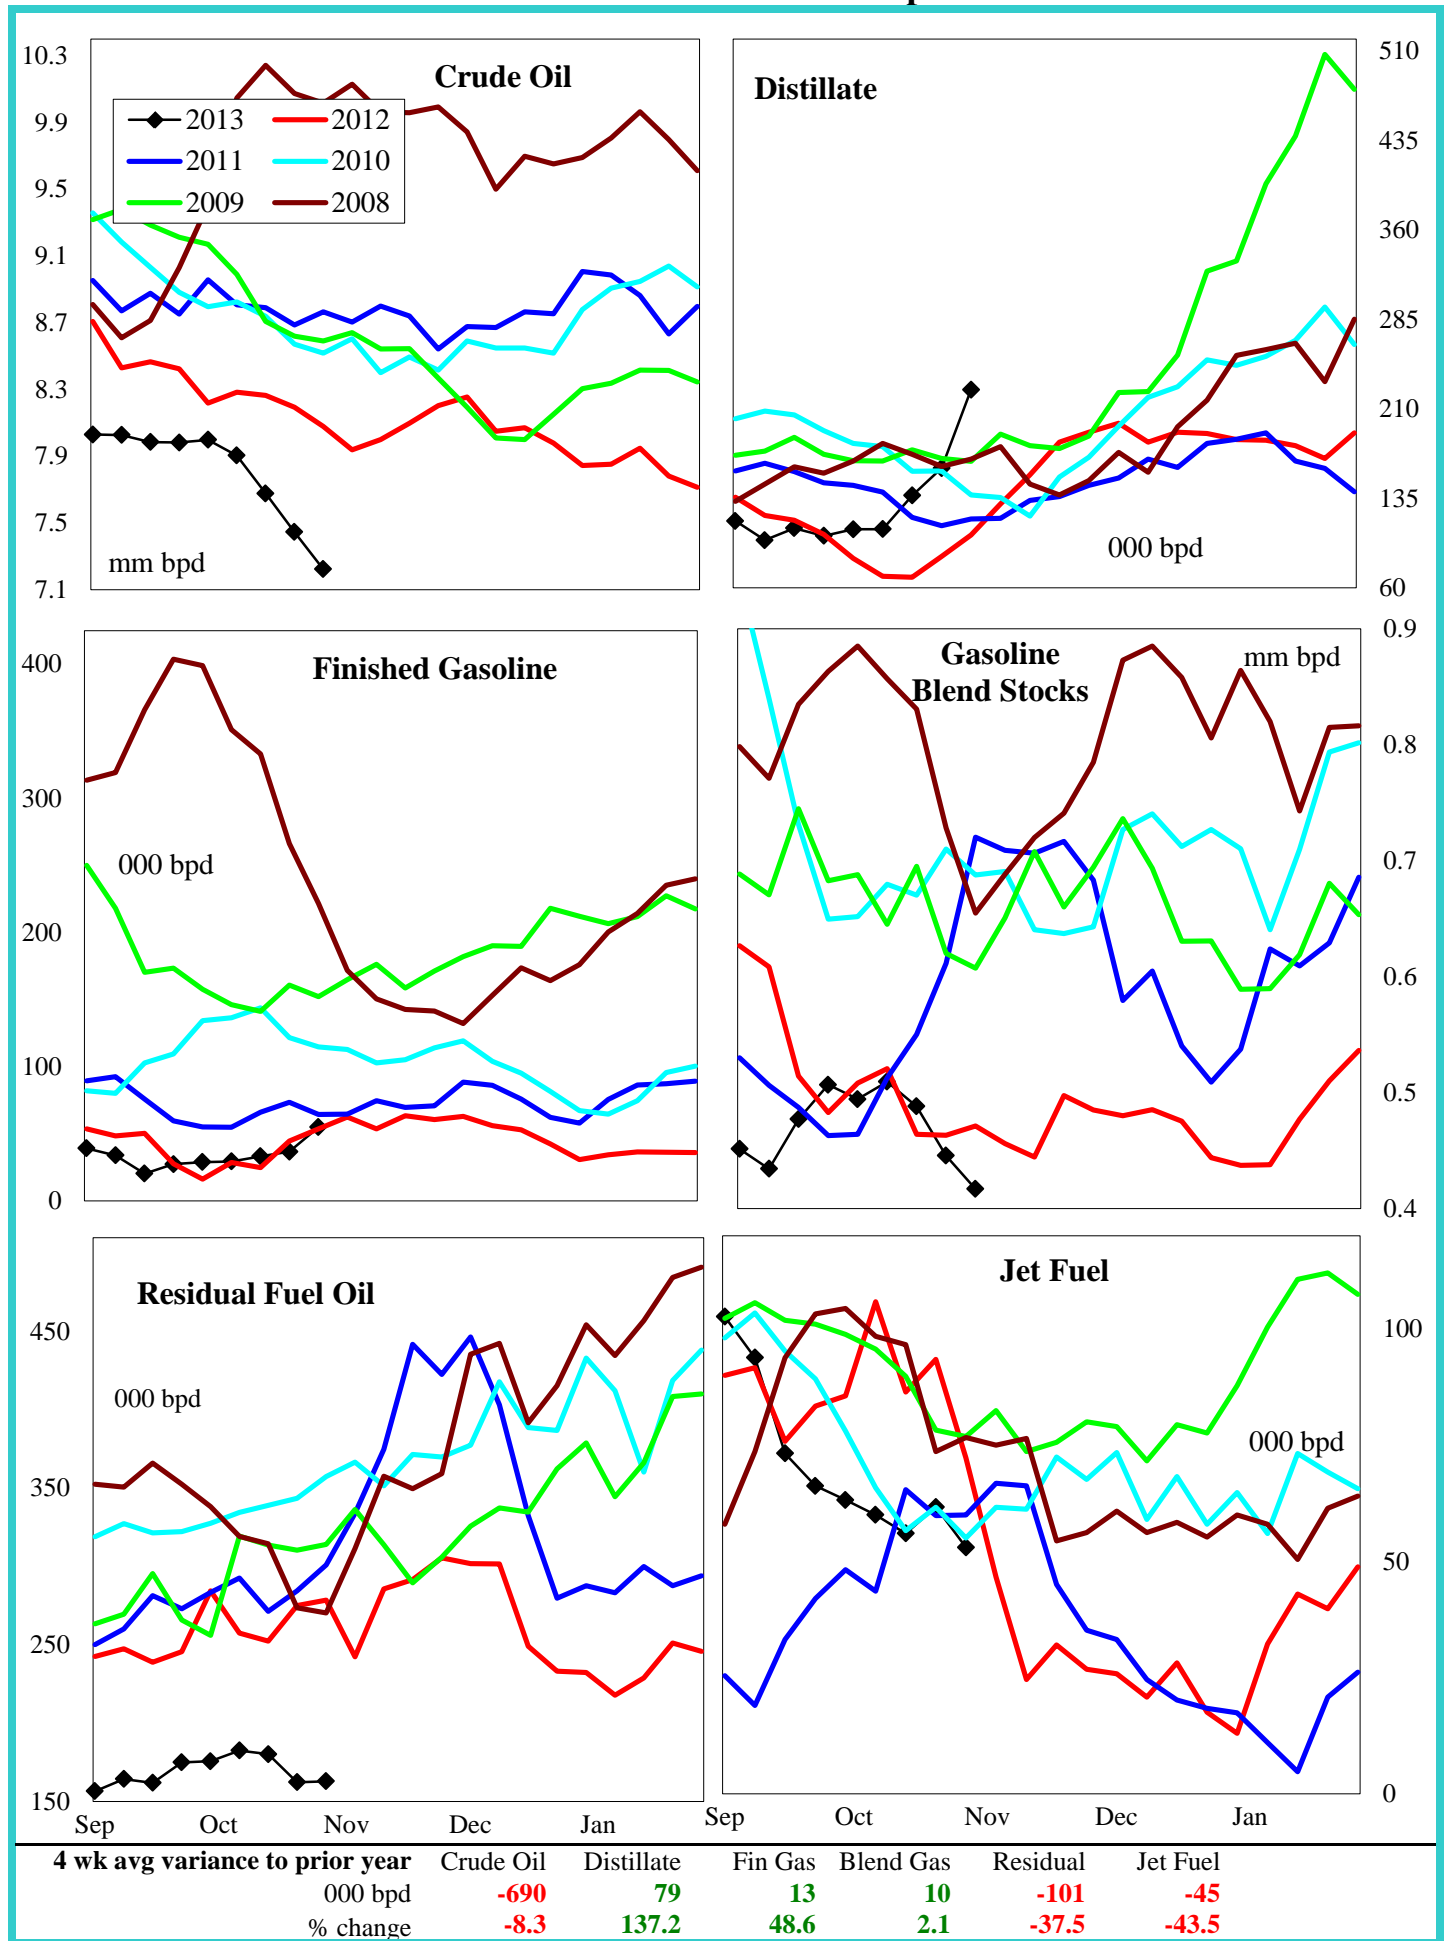 Crude Oil
10.3
9.9
9.5
9.1
8.7
8.3
7.9
7.5
7.1
2013 2012
2011 2010
2009 2008
mm bpd
Distillate
510
435
360
285
210
135
60
000 bpd
Finished Gasoline
400
300
200
100
0
000 bpd
Gasoline
Blend Stocks
mm bpd
0.9
0.8
0.7
0.6
0.5
0.4
Residual Fuel Oil
450
350
250
150
000 bpd
Sep Oct Nov Dec Jan
Jet Fuel
100
50
0
000 bpd
Sep Oct Nov Dec Jan
4 wk avg variance to prior year Crude Oil Distillate Fin Gas Blend Gas Residual Jet Fuel
000 bpd -690 79 13 10 -101 -45
% change -8.3 137.2 48.6 2.1 -37.5 -43.5